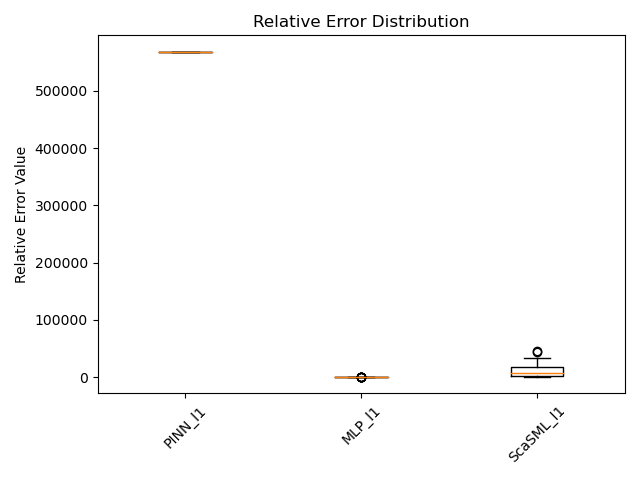 Relative Error Distribution
Relative Error Value
500000
400000
300000
200000
100000
0
PINN_l1
MLP_l1
ScaSML_l1